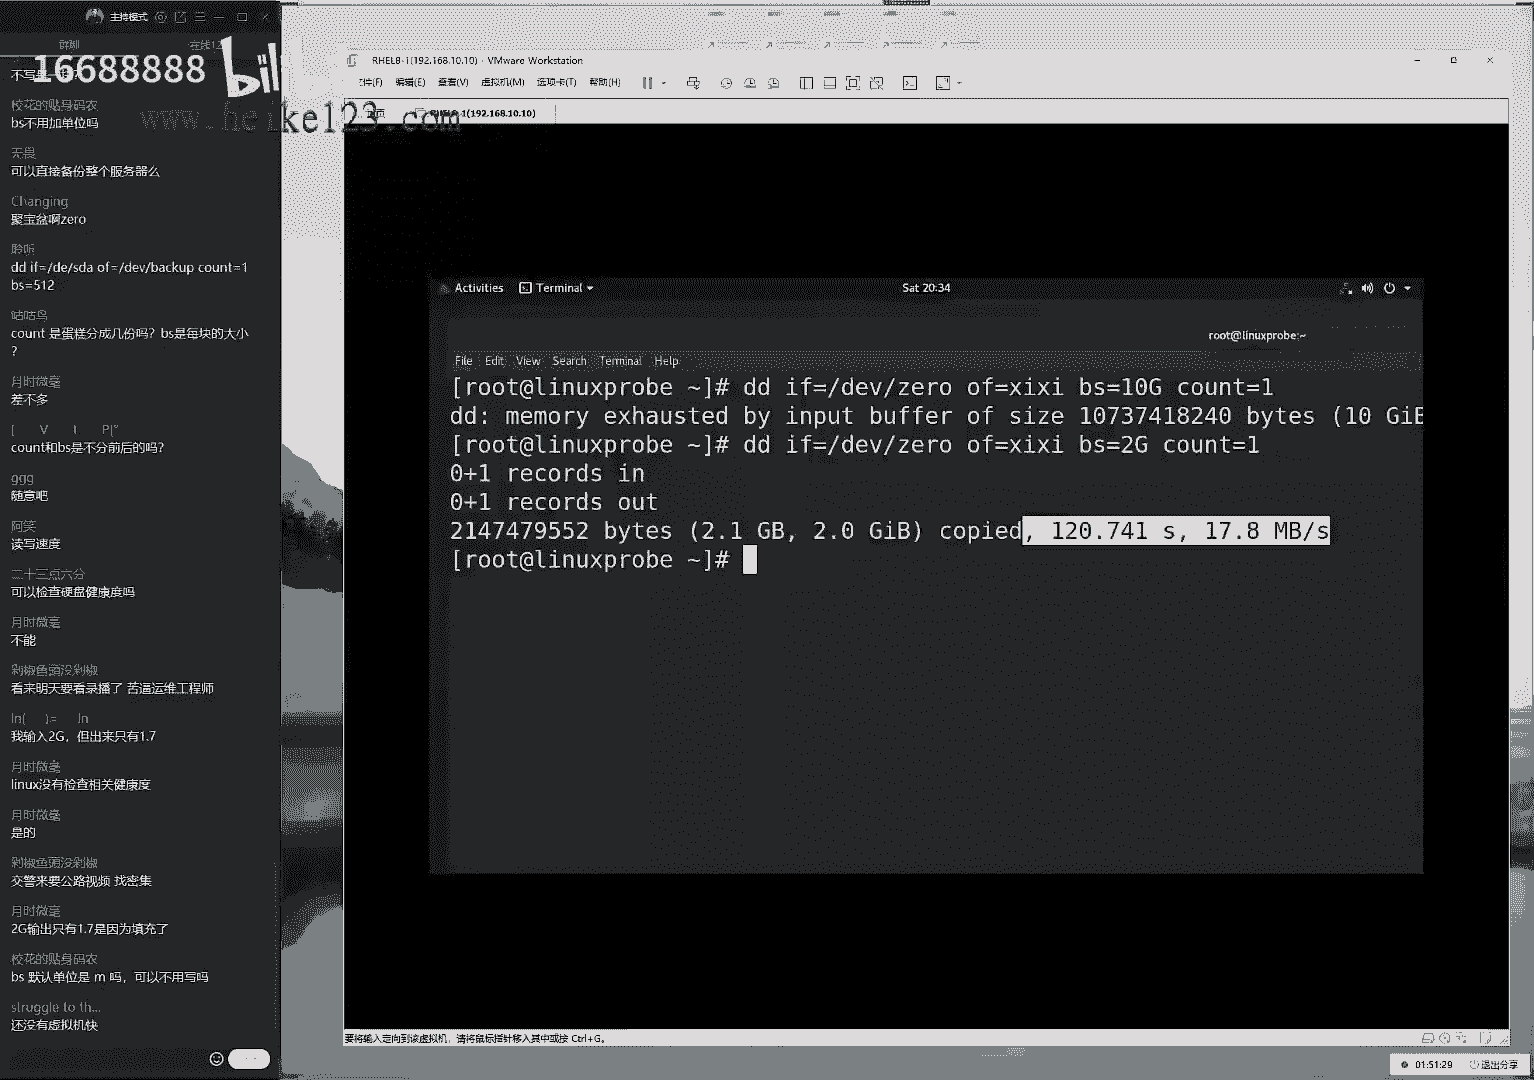 主持模式
群聊
16688888
bil
www.heike123.com
校花的贴身码农
bs不用加单位吗
无畏
可以直接备份整个服务器么
Changing
聚宝盆啊zero
聆听
dd if=/de/sda of=/dev/backup count=1
bs=512
咕咕鸟
count 是蛋糕分成几份吗？bs是每块的大小
?
月时微毫
差不多
count和bs是不分前后的吗?
ggg
随意吧
阿笑
读写速度
二十三点六分
可以检查硬盘健康度吗
月时微毫
不能
剁椒鱼頭没剁椒
看来明天要看录播了 苦逼运维工程师
我输入2G，但出来只有1.7
月时微毫
linux没有检查相关健康度
月时微毫
是的
剁椒鱼頭没剁椒
交警来要公路视频 找密集
月时微毫
2G输出只有1.7是因为填充了
校花的贴身码农
bs 默认单位是 m 吗，可以不用写吗
struggle to th...
还没有虚拟机快
RHEL8-1(192.168.10.10) - VMware Workstation
编辑(E) 查看(V) 虚拟机(M) 选项卡(T) 帮助(H)
Activities Terminal Sat 20:34
root@linuxprobe:~
File Edit View Search Terminal Help
[root@linuxprobe ~]# dd if=/dev/zero of=xixi bs=10G count=1
dd: memory exhausted by input buffer of size 10737418240 bytes (10 GiB
[root@linuxprobe ~]# dd if=/dev/zero of=xixi bs=2G count=1
0+1 records in
0+1 records out
2147479552 bytes (2.1 GB, 2.0 GiB) copied, 120.741 s, 17.8 MB/s
[root@linuxprobe ~]#
要将输入定向到该虚拟机，请将鼠标指针移入其中或按 Ctrl+G。
01:51:29 退出分享